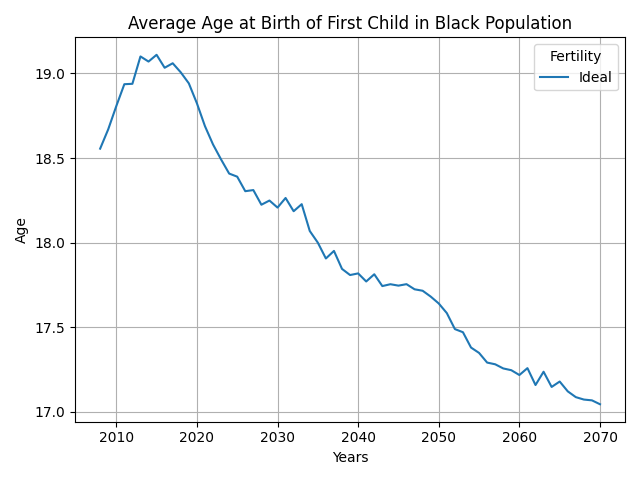 Average Age at Birth of First Child in Black Population
Fertility
Ideal
19.0
18.5
18.0
17.5
17.0
Age
2010 2020 2030 2040 2050 2060 2070
Years